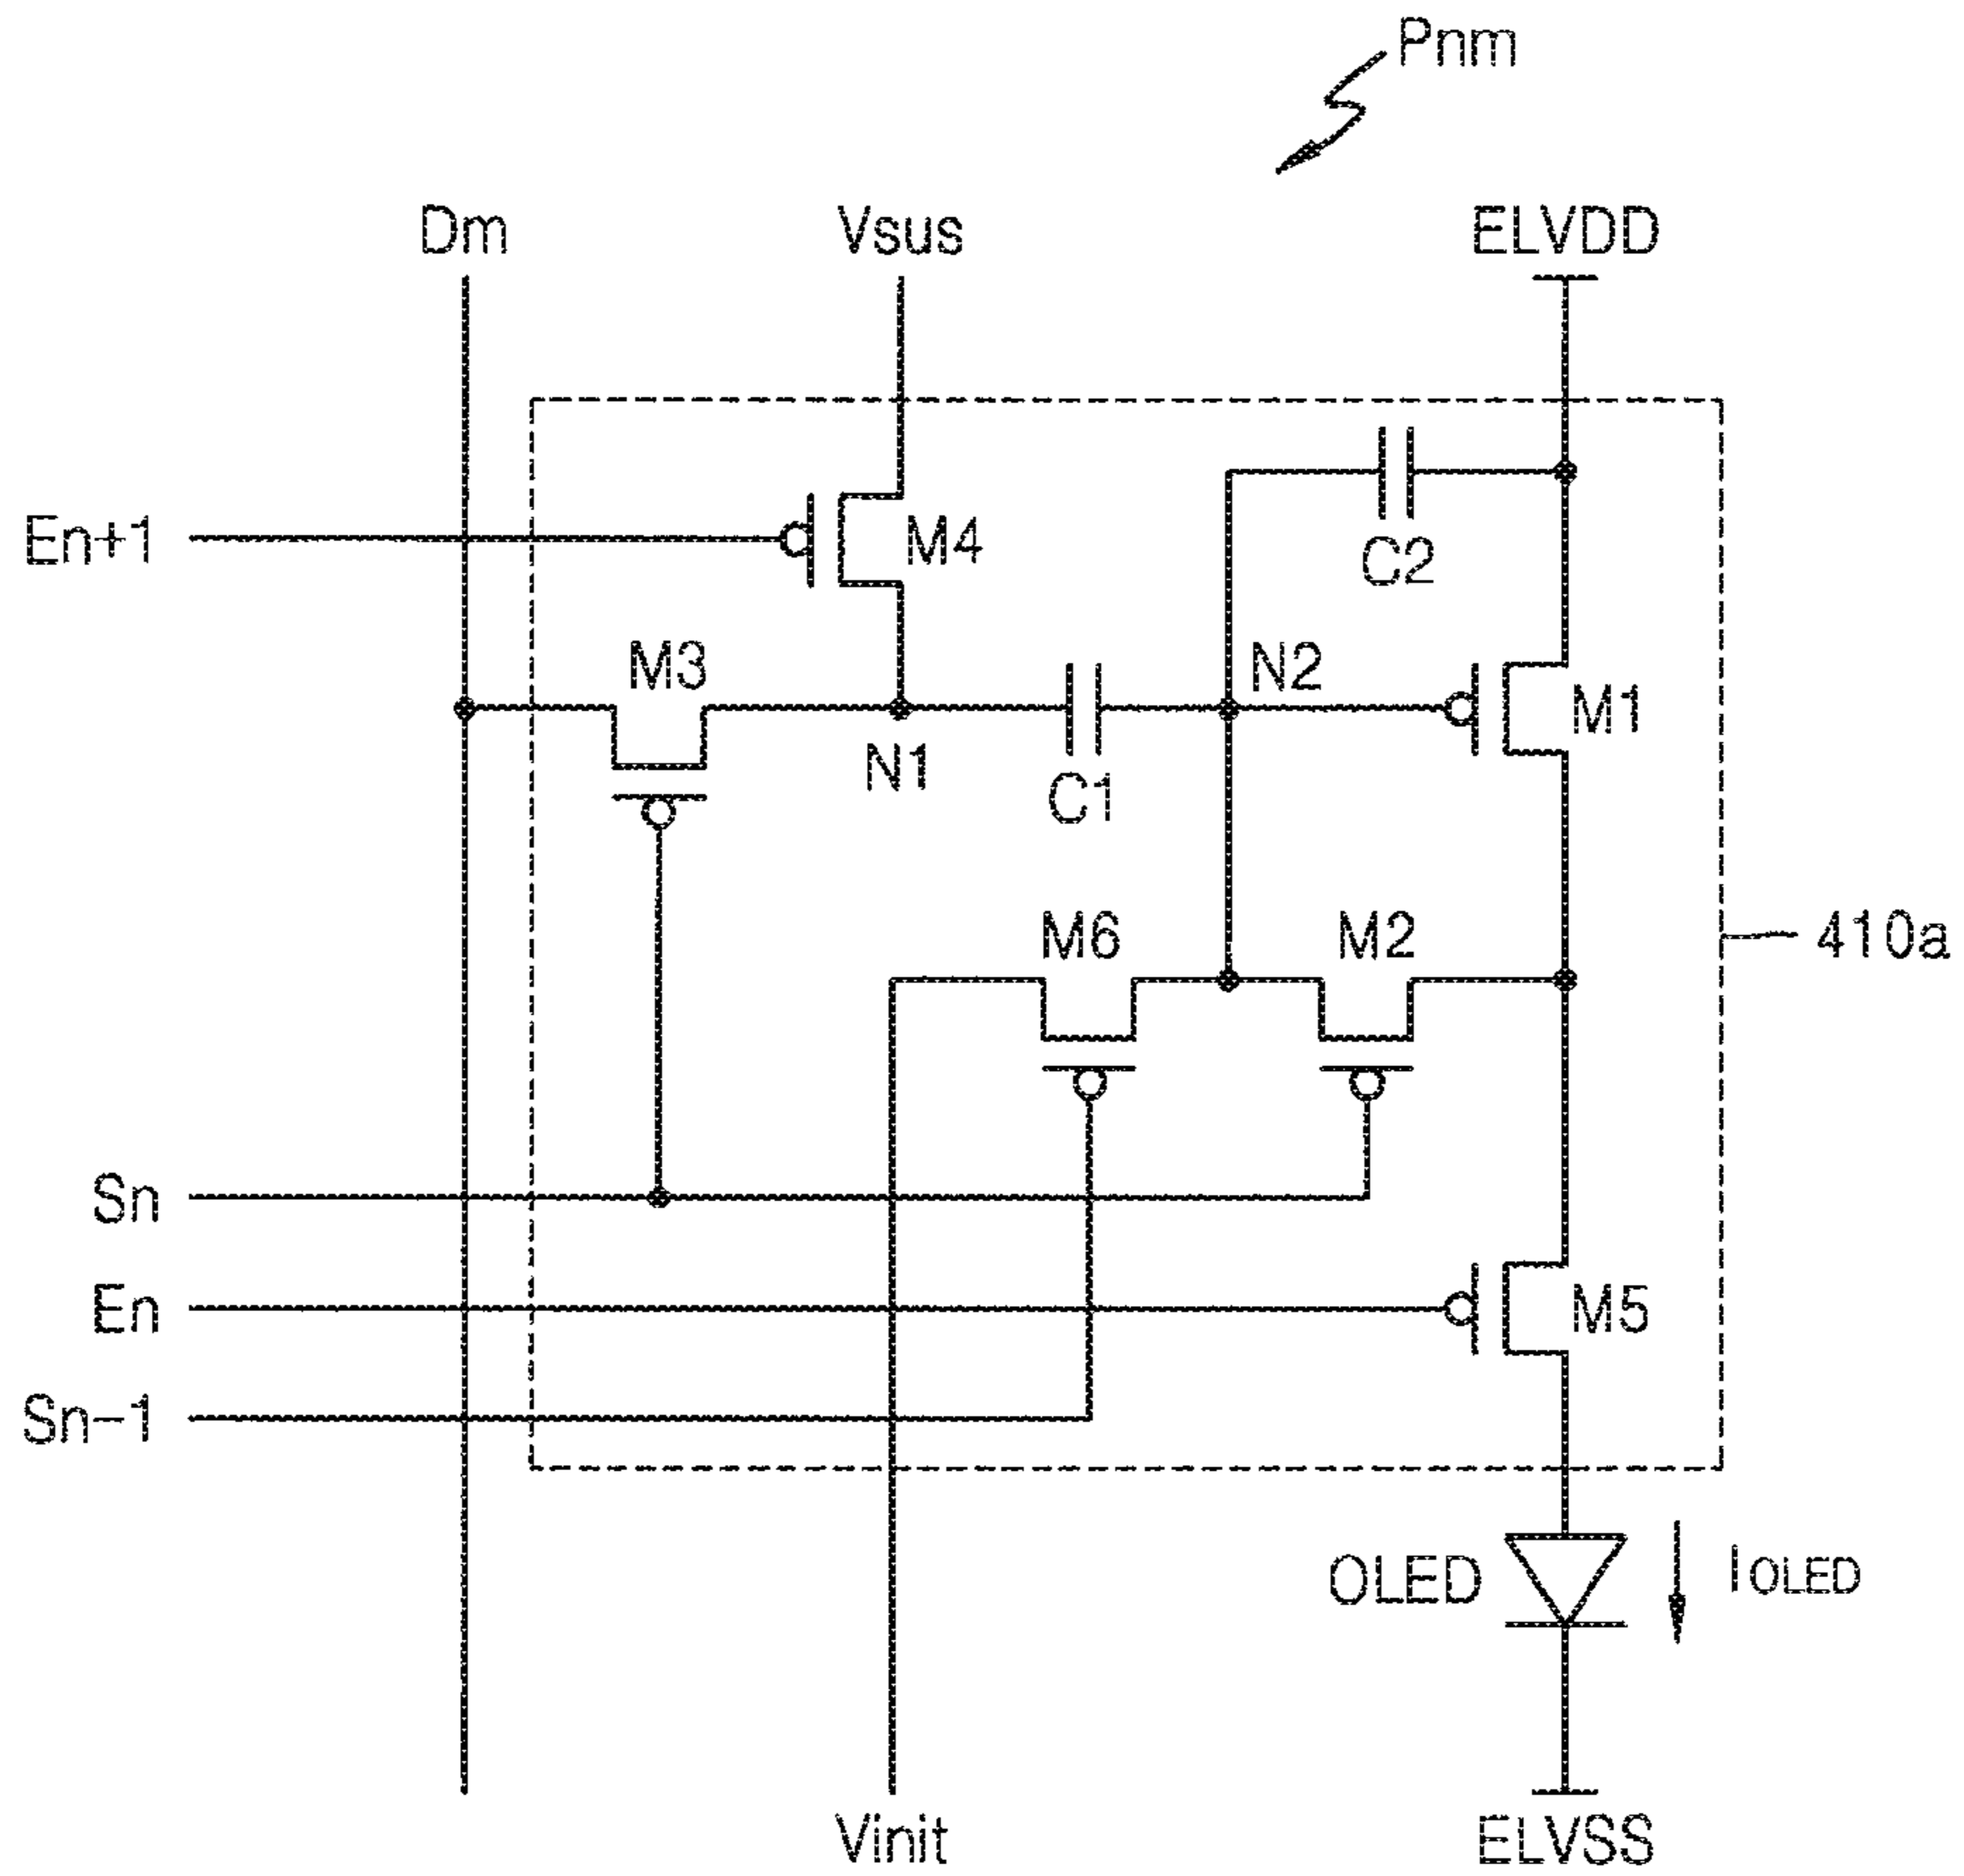 Pnm
Dm
Vsus
ELVDD
En+1
M4
C2
M3
N2
M1
N1
C1
M6
M2
410a
Sn
En
M5
Sn-1
OLED
IOLED
Vinit
ELVSS